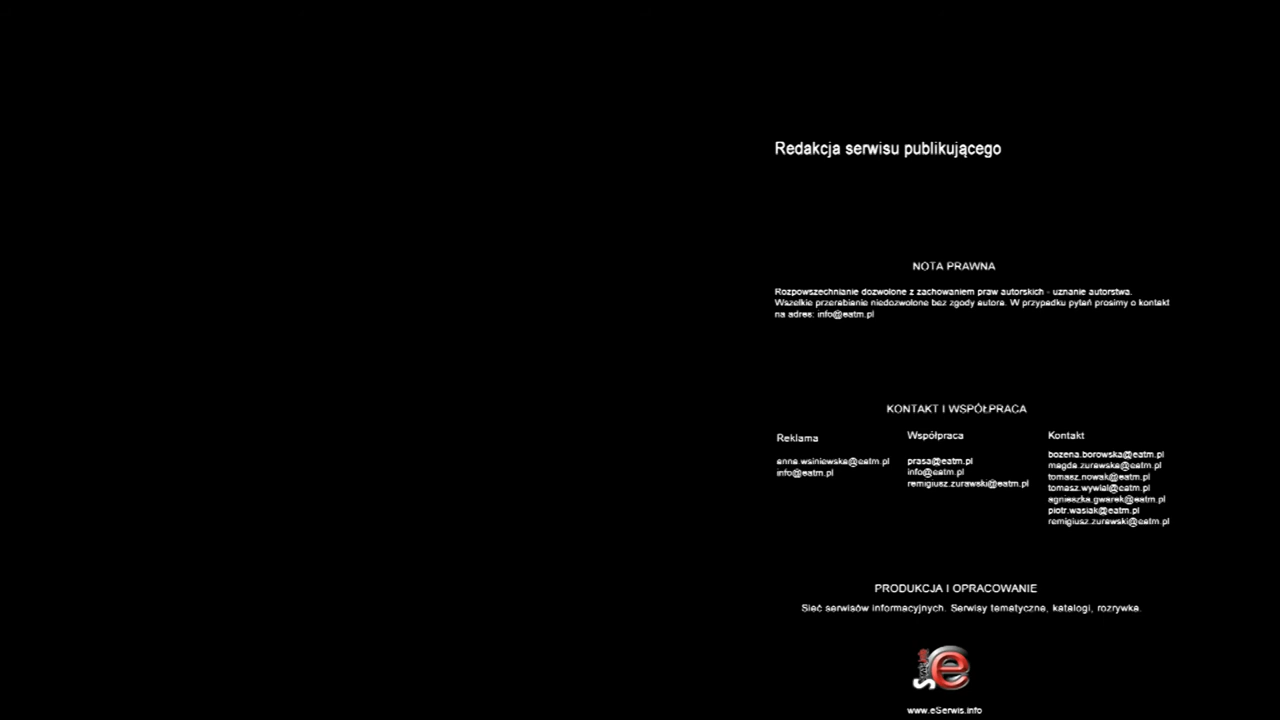 Redakcja serwisu publikującego
NOTA PRAWNA
Rozpowszechnianie dozwolone z zachowaniem praw autorskich - uznanie autorstwa.
Wszelkie przerabianie niedozwolone bez zgody autora. W przypadku pytań prosimy o kontakt
na adres: info@eatm.pl
KONTAKT I WSPÓŁPRACA
Reklama
anna.wsiniewska@eatm.pl
info@eatm.pl
Współpraca
prasa@eatm.pl
info@eatm.pl
remigiusz.zurawski@eatm.pl
Kontakt
bozena.borowska@eatm.pl
magda.zurawska@eatm.pl
tomasz.nowak@eatm.pl
tomasz.wywial@eatm.pl
agnieszka.gwarek@eatm.pl
piotr.wasiak@eatm.pl
remigiusz.zurawski@eatm.pl
PRODUKCJA I OPRACOWANIE
Sieć serwisów informacyjnych. Serwisy tematyczne, katalogi, rozrywka.
e
www.eSerwis.info